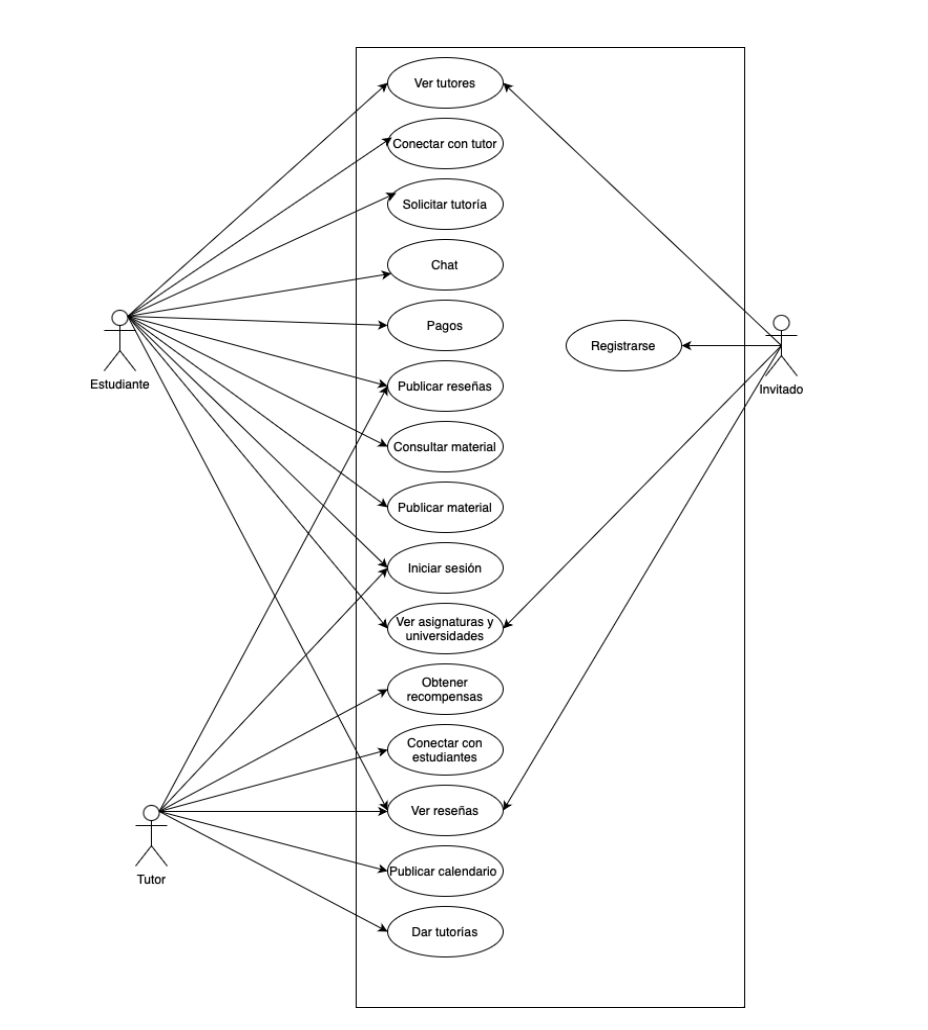 Ver tutores
Conectar con tutor
Solicitar tutoría
Chat
Pagos
Estudiante
Registrarse
Invitado
Publicar reseñas
Consultar material
Publicar material
Iniciar sesión
Ver asignaturas y
universidades
Obtener
recompensas
Conectar con
estudiantes
Ver reseñas
Tutor
Publicar calendario
Dar tutorías